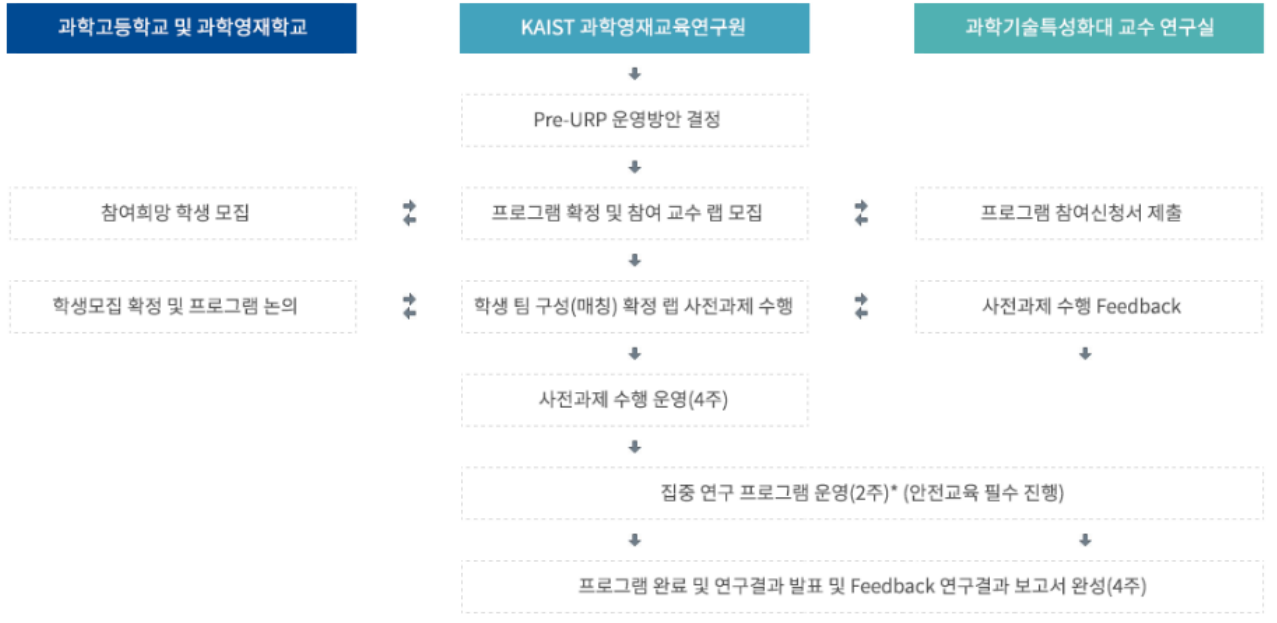 과학고등학교 및 과학영재학교
KAIST 과학영재교육연구원
과학기술특성화대 교수 연구실
Pre-URP 운영방안 결정
참여희망 학생 모집
프로그램 확정 및 참여 교수 랩 모집
프로그램 참여신청서 제출
학생모집 확정 및 프로그램 논의
학생 팀 구성(매칭) 확정 랩 사전과제 수행
사전과제 수행 Feedback
사전과제 수행 운영(4주)
집중 연구 프로그램 운영(2주)* (안전교육 필수 진행)
프로그램 완료 및 연구결과 발표 및 Feedback 연구결과 보고서 완성(4주)